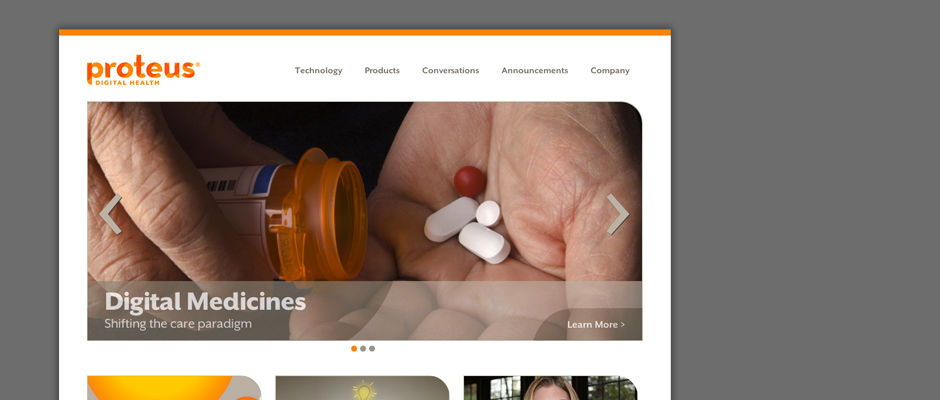 proteus®
DIGITAL HEALTH
Technology Products Conversations Announcements Company
Digital Medicines
Shifting the care paradigm
Learn More >